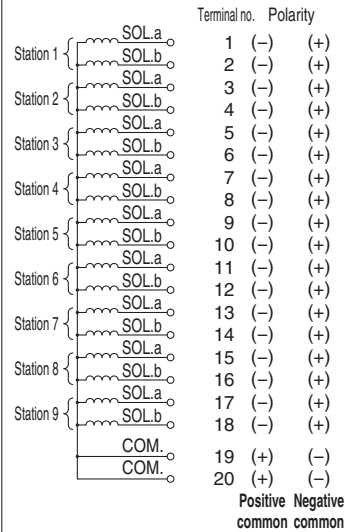 Terminal no. Polarity
Station 1 SOL.a 1 (−) (+)
SOL.b 2 (−) (+)
Station 2 SOL.a 3 (−) (+)
SOL.b 4 (−) (+)
Station 3 SOL.a 5 (−) (+)
SOL.b 6 (−) (+)
Station 4 SOL.a 7 (−) (+)
SOL.b 8 (−) (+)
Station 5 SOL.a 9 (−) (+)
SOL.b 10 (−) (+)
Station 6 SOL.a 11 (−) (+)
SOL.b 12 (−) (+)
Station 7 SOL.a 13 (−) (+)
SOL.b 14 (−) (+)
Station 8 SOL.a 15 (−) (+)
SOL.b 16 (−) (+)
Station 9 SOL.a 17 (−) (+)
SOL.b 18 (−) (+)
COM. 19 (+) (−)
COM. 20 (+) (−)
Positive Negative
common common